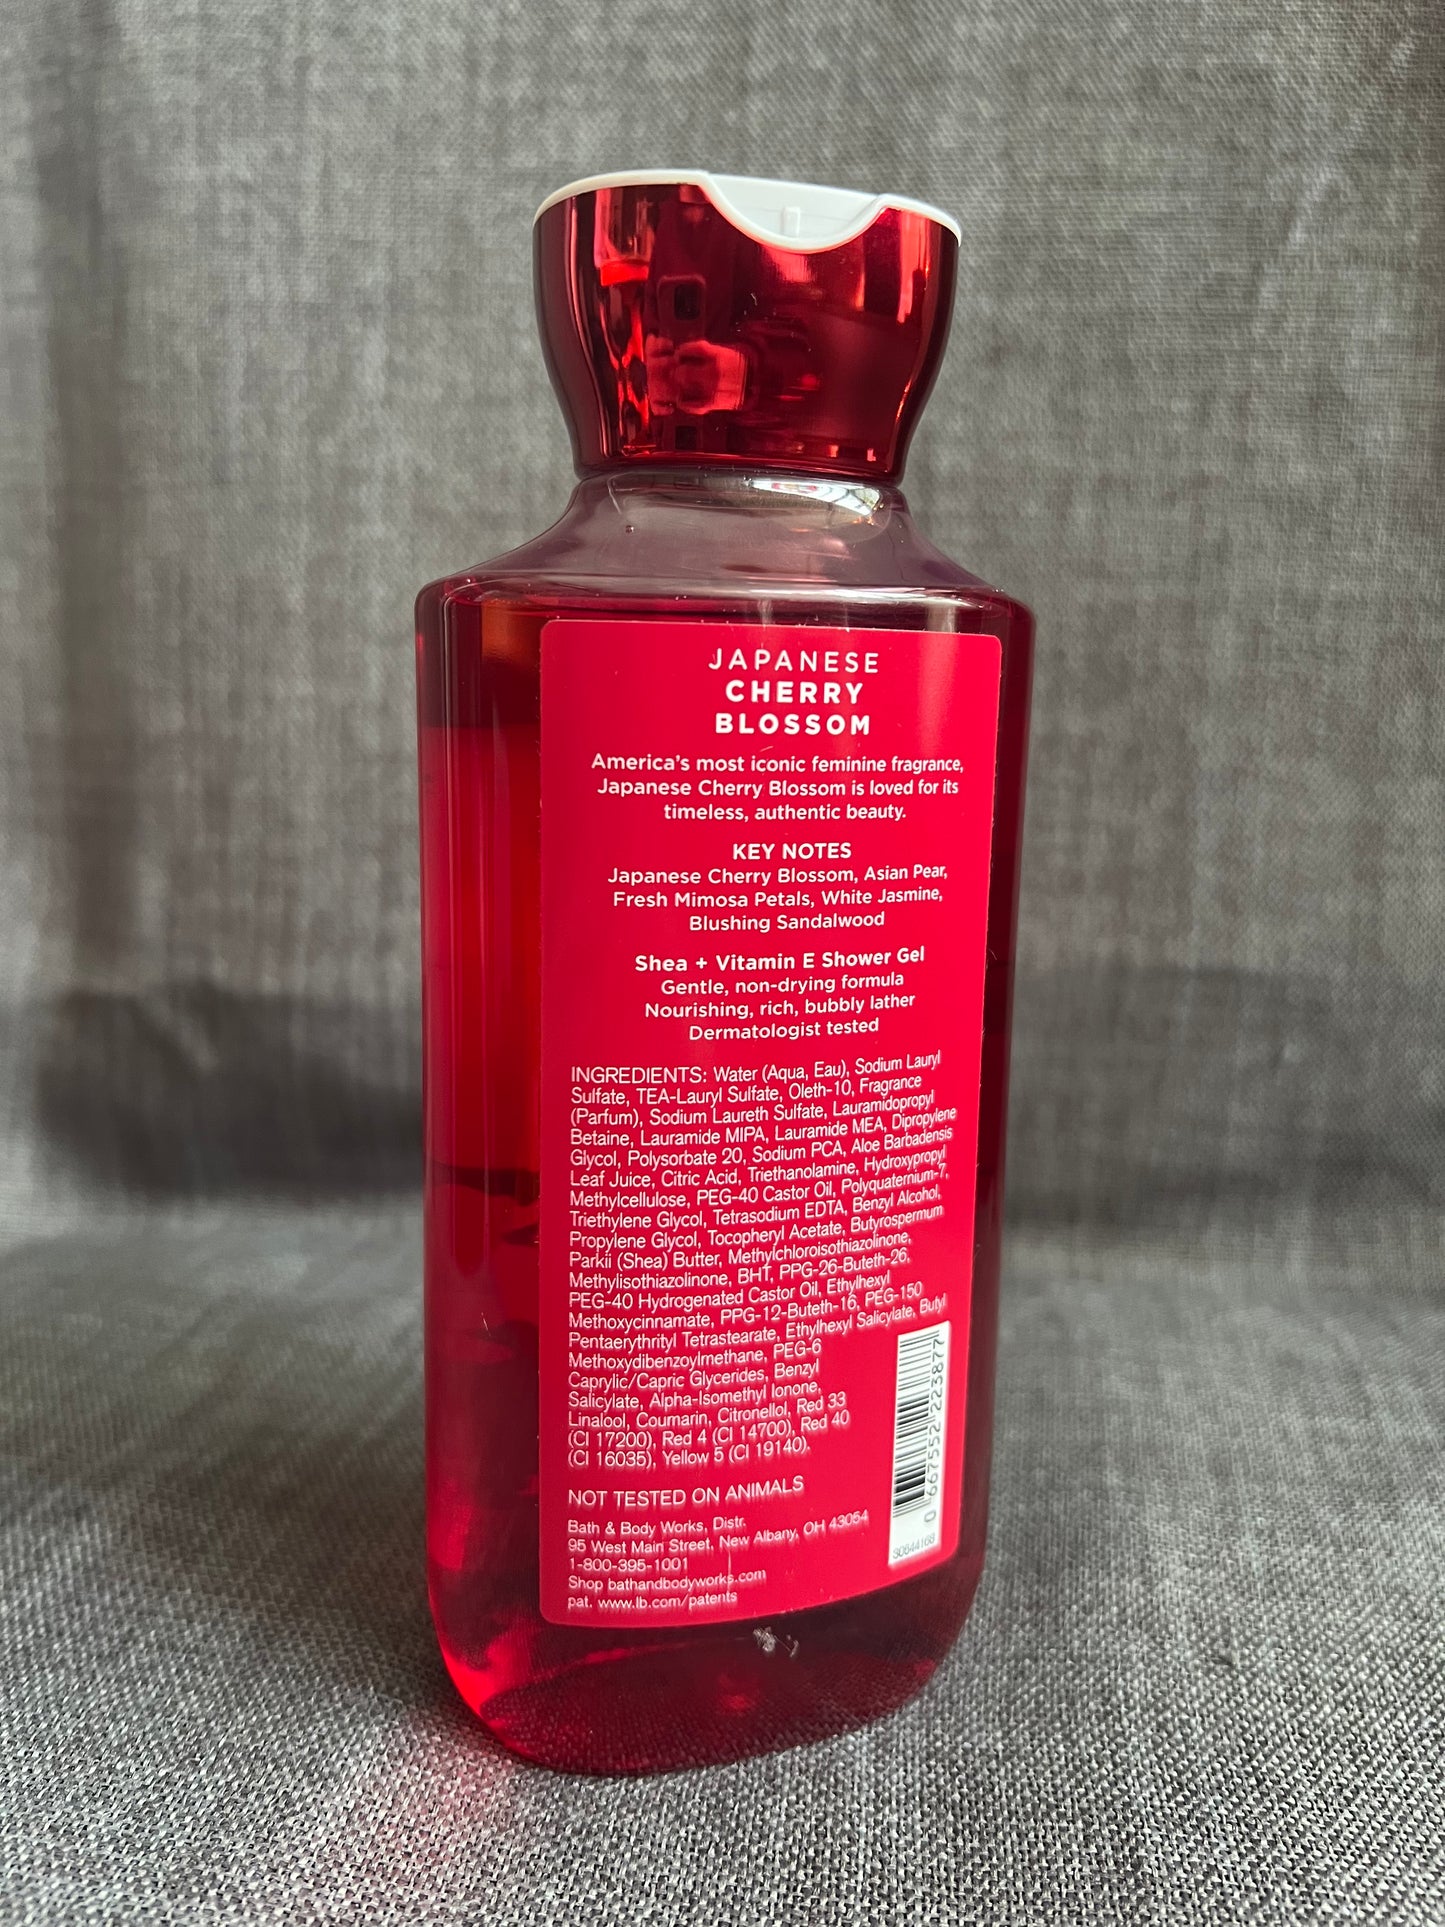 JAPANESE
CHERRY
BLOSSOM
America's most iconic feminine fragrance,
Japanese Cherry Blossom is loved for its
timeless, authentic beauty.
KEY NOTES
Japanese Cherry Blossom, Asian Pear,
Fresh Mimosa Petals, White Jasmine,
Blushing Sandalwood
Shea + Vitamin E Shower Gel
Gentle, non-drying formula
Nourishing, rich, bubbly lather
Dermatologist tested
INGREDIENTS: Water (Aqua, Eau), Sodium Lauryl
Sulfate, TEA-Lauryl Sulfate, Oleth-10, Fragrance
(Parfum), Sodium Laureth Sulfate, Lauramidopropyl
Betaine, Lauramide MIPA, Lauramide MEA, Dipropylene
Glycol, Polysorbate 20, Sodium PCA, Aloe Barbadensis
Leaf Juice, Citric Acid, Triethanolamine, Hydroxypropyl
Methylcellulose, PEG-40 Castor Oil, Polyquaternium-7,
Triethylene Glycol, Tetrasodium EDTA, Benzyl Alcohol,
Propylene Glycol, Tocopheryl Acetate, Butyrospermum
Parkii (Shea) Butter, Methylchloroisothiazolinone,
Methylisothiazolinone, BHT, PPG-26-Buteth-26,
PEG-40 Hydrogenated Castor Oil, Ethylhexyl
Methoxycinnamate, PPG-12-Buteth-16, PEG-150
Pentaerythrityl Tetrastearate, Ethylhexyl Salicylate, Butyl
Methoxydibenzoylmethane, PEG-6
Caprylic/Capric Glycerides, Benzyl
Salicylate, Alpha-Isomethyl Ionone,
Linalool, Coumarin, Citronellol, Red 33
(CI 17200), Red 4 (CI 14700), Red 40
(CI 16035), Yellow 5 (CI 19140).
NOT TESTED ON ANIMALS
Bath & Body Works, Distr.
95 West Main Street, New Albany, OH 43054
1-800-395-1001
Shop bathandbodyworks.com
pat. www.lb.com/patents
0 667552 223877
30644168